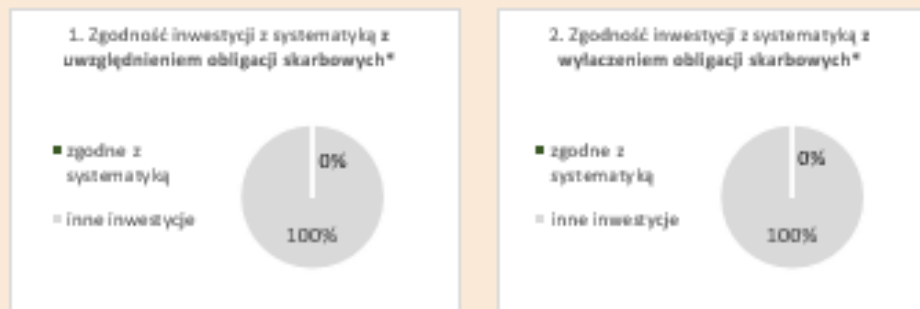 1. Zgodność inwestycji z systematyką z
uwzględnieniem obligacji skarbowych*
zgodne z
systematyką
inne inwestycje
0%
100%
2. Zgodność inwestycji z systematyką z
wyłaczeniem obligacji skarbowych*
zgodne z
systematyką
inne inwestycje
0%
100%